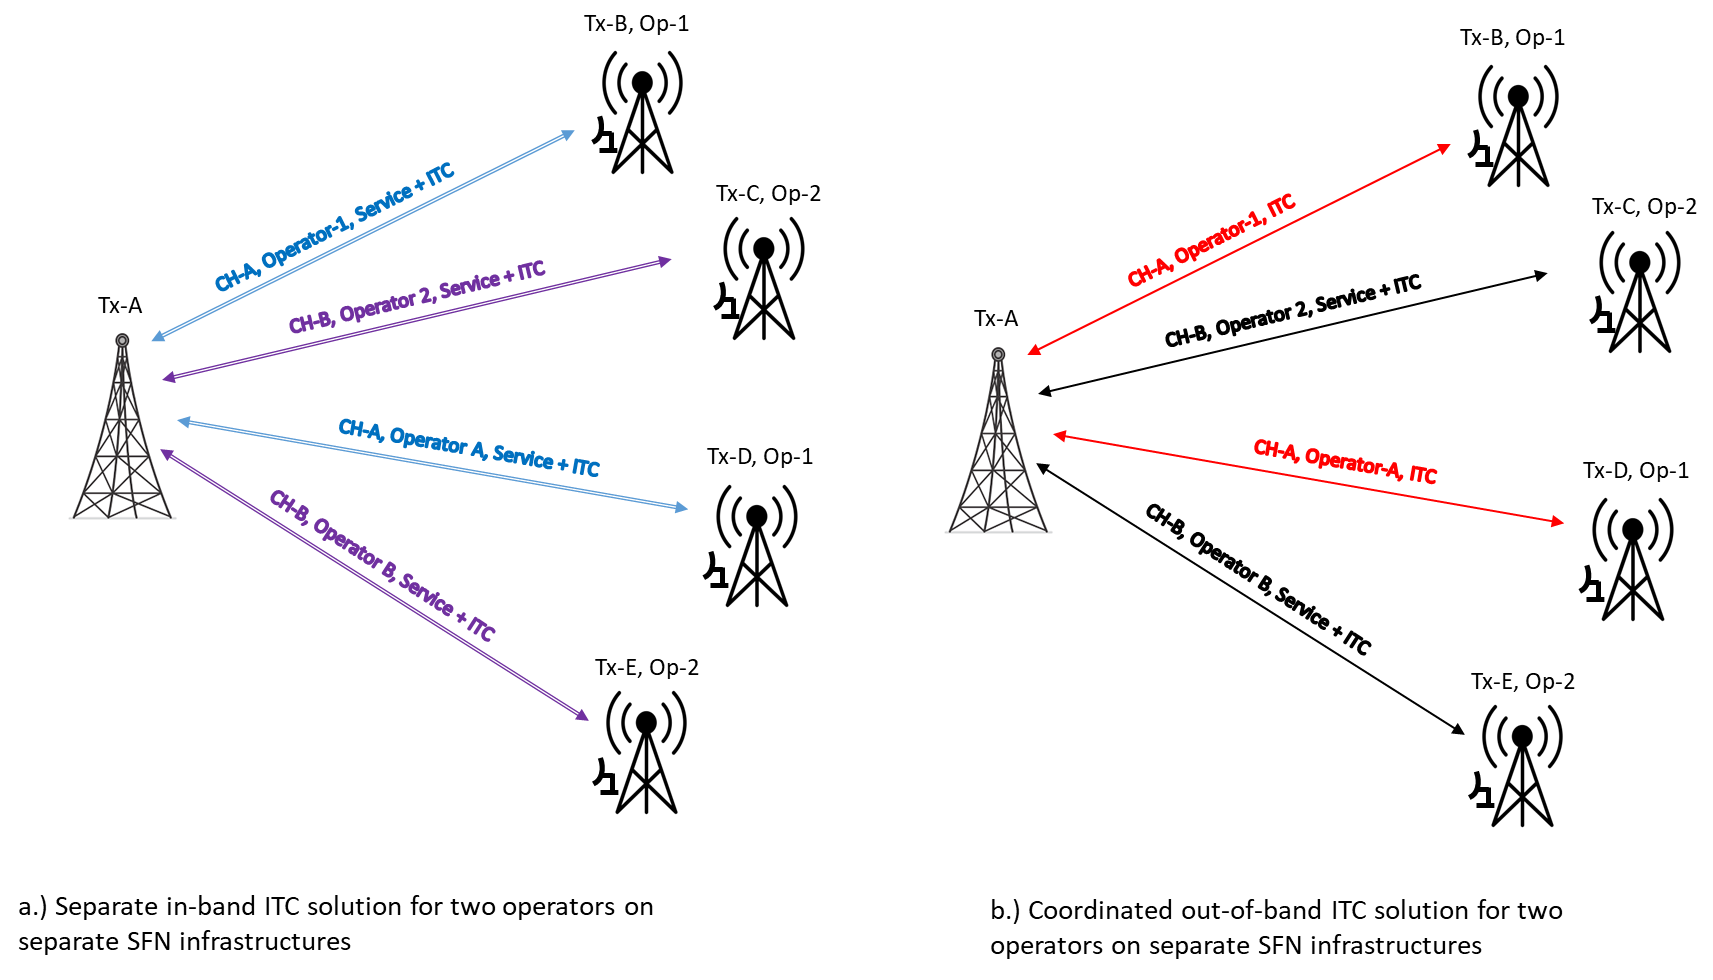 Tx-B, Op-1
CH-A, Operator-1, Service + ITC
Tx-C, Op-2
CH-B, Operator 2, Service + ITC
Tx-A
CH-A, Operator A, Service + ITC
Tx-D, Op-1
CH-B, Operator B, Service + ITC
Tx-E, Op-2
a.) Separate in-band ITC solution for two operators on
separate SFN infrastructures
Tx-B, Op-1
CH-A, Operator-1, ITC
Tx-C, Op-2
CH-B, Operator 2, Service + ITC
Tx-A
CH-A, Operator-A, ITC
Tx-D, Op-1
CH-B, Operator B, Service + ITC
Tx-E, Op-2
b.) Coordinated out-of-band ITC solution for two
operators on separate SFN infrastructures